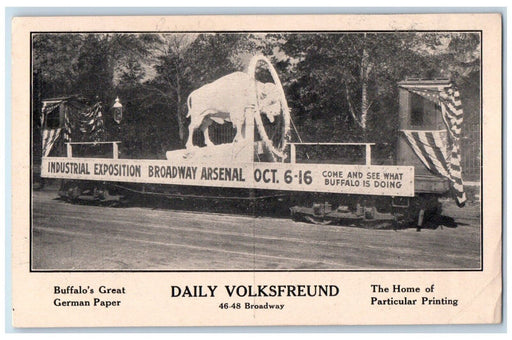 INDUSTRIAL EXPOSITION BROADWAY ARSENAL OCT. 6-16 COME AND SEE WHAT
BUFFALO IS DOING
Buffalo's Great
German Paper
DAILY VOLKSFREUND
46-48 Broadway
The Home of
Particular Printing